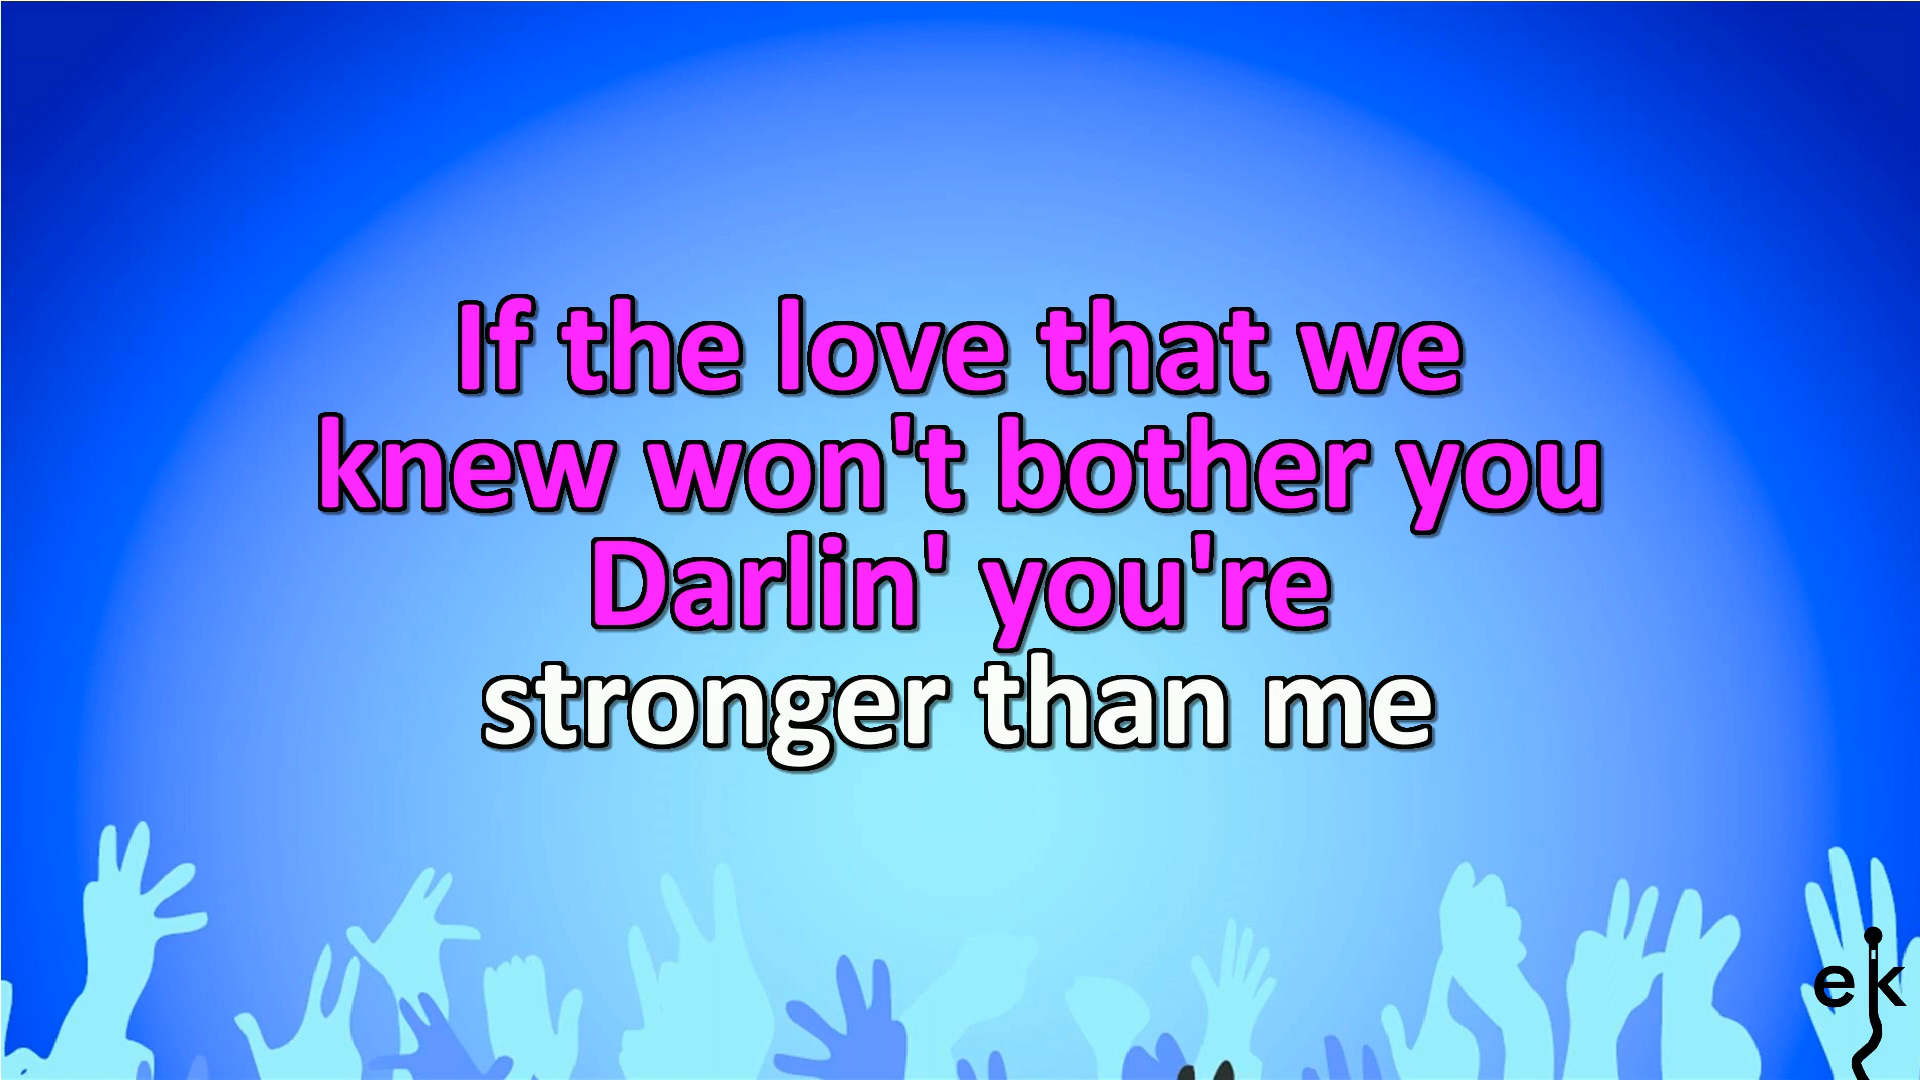 If the love that we
knew won't bother you
Darlin' you're
stronger than me
ek